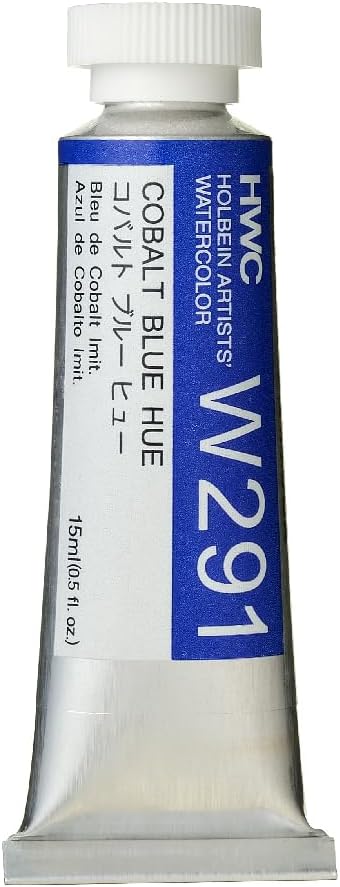 HWC
HOLBEIN ARTISTS'
WATERCOLOR
W291
COBALT BLUE HUE
コバルト ブルー ヒュー
Bleu de Cobalt Imit.
Azul de Cobalto imit.
15ml(0.5 fl. oz.)